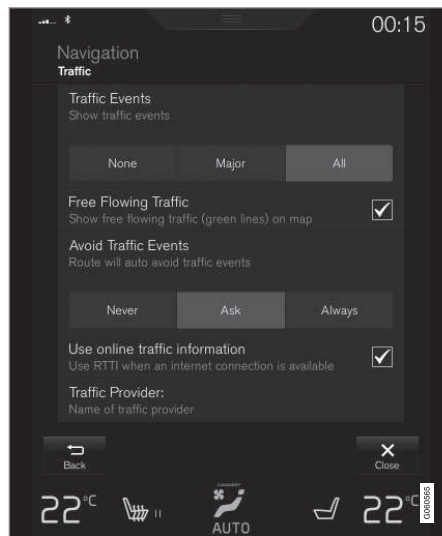 00:15
Navigation
Traffic
Traffic Events
Show traffic events
None Major All
Free Flowing Traffic
Show free flowing traffic (green lines) on map
Avoid Traffic Events
Route will auto avoid traffic events
Never Ask Always
Use online traffic information
Use RTTI when an internet connection is available
Traffic Provider:
Name of traffic provider
Back Close
22°C 22°C
AUTO
G060565